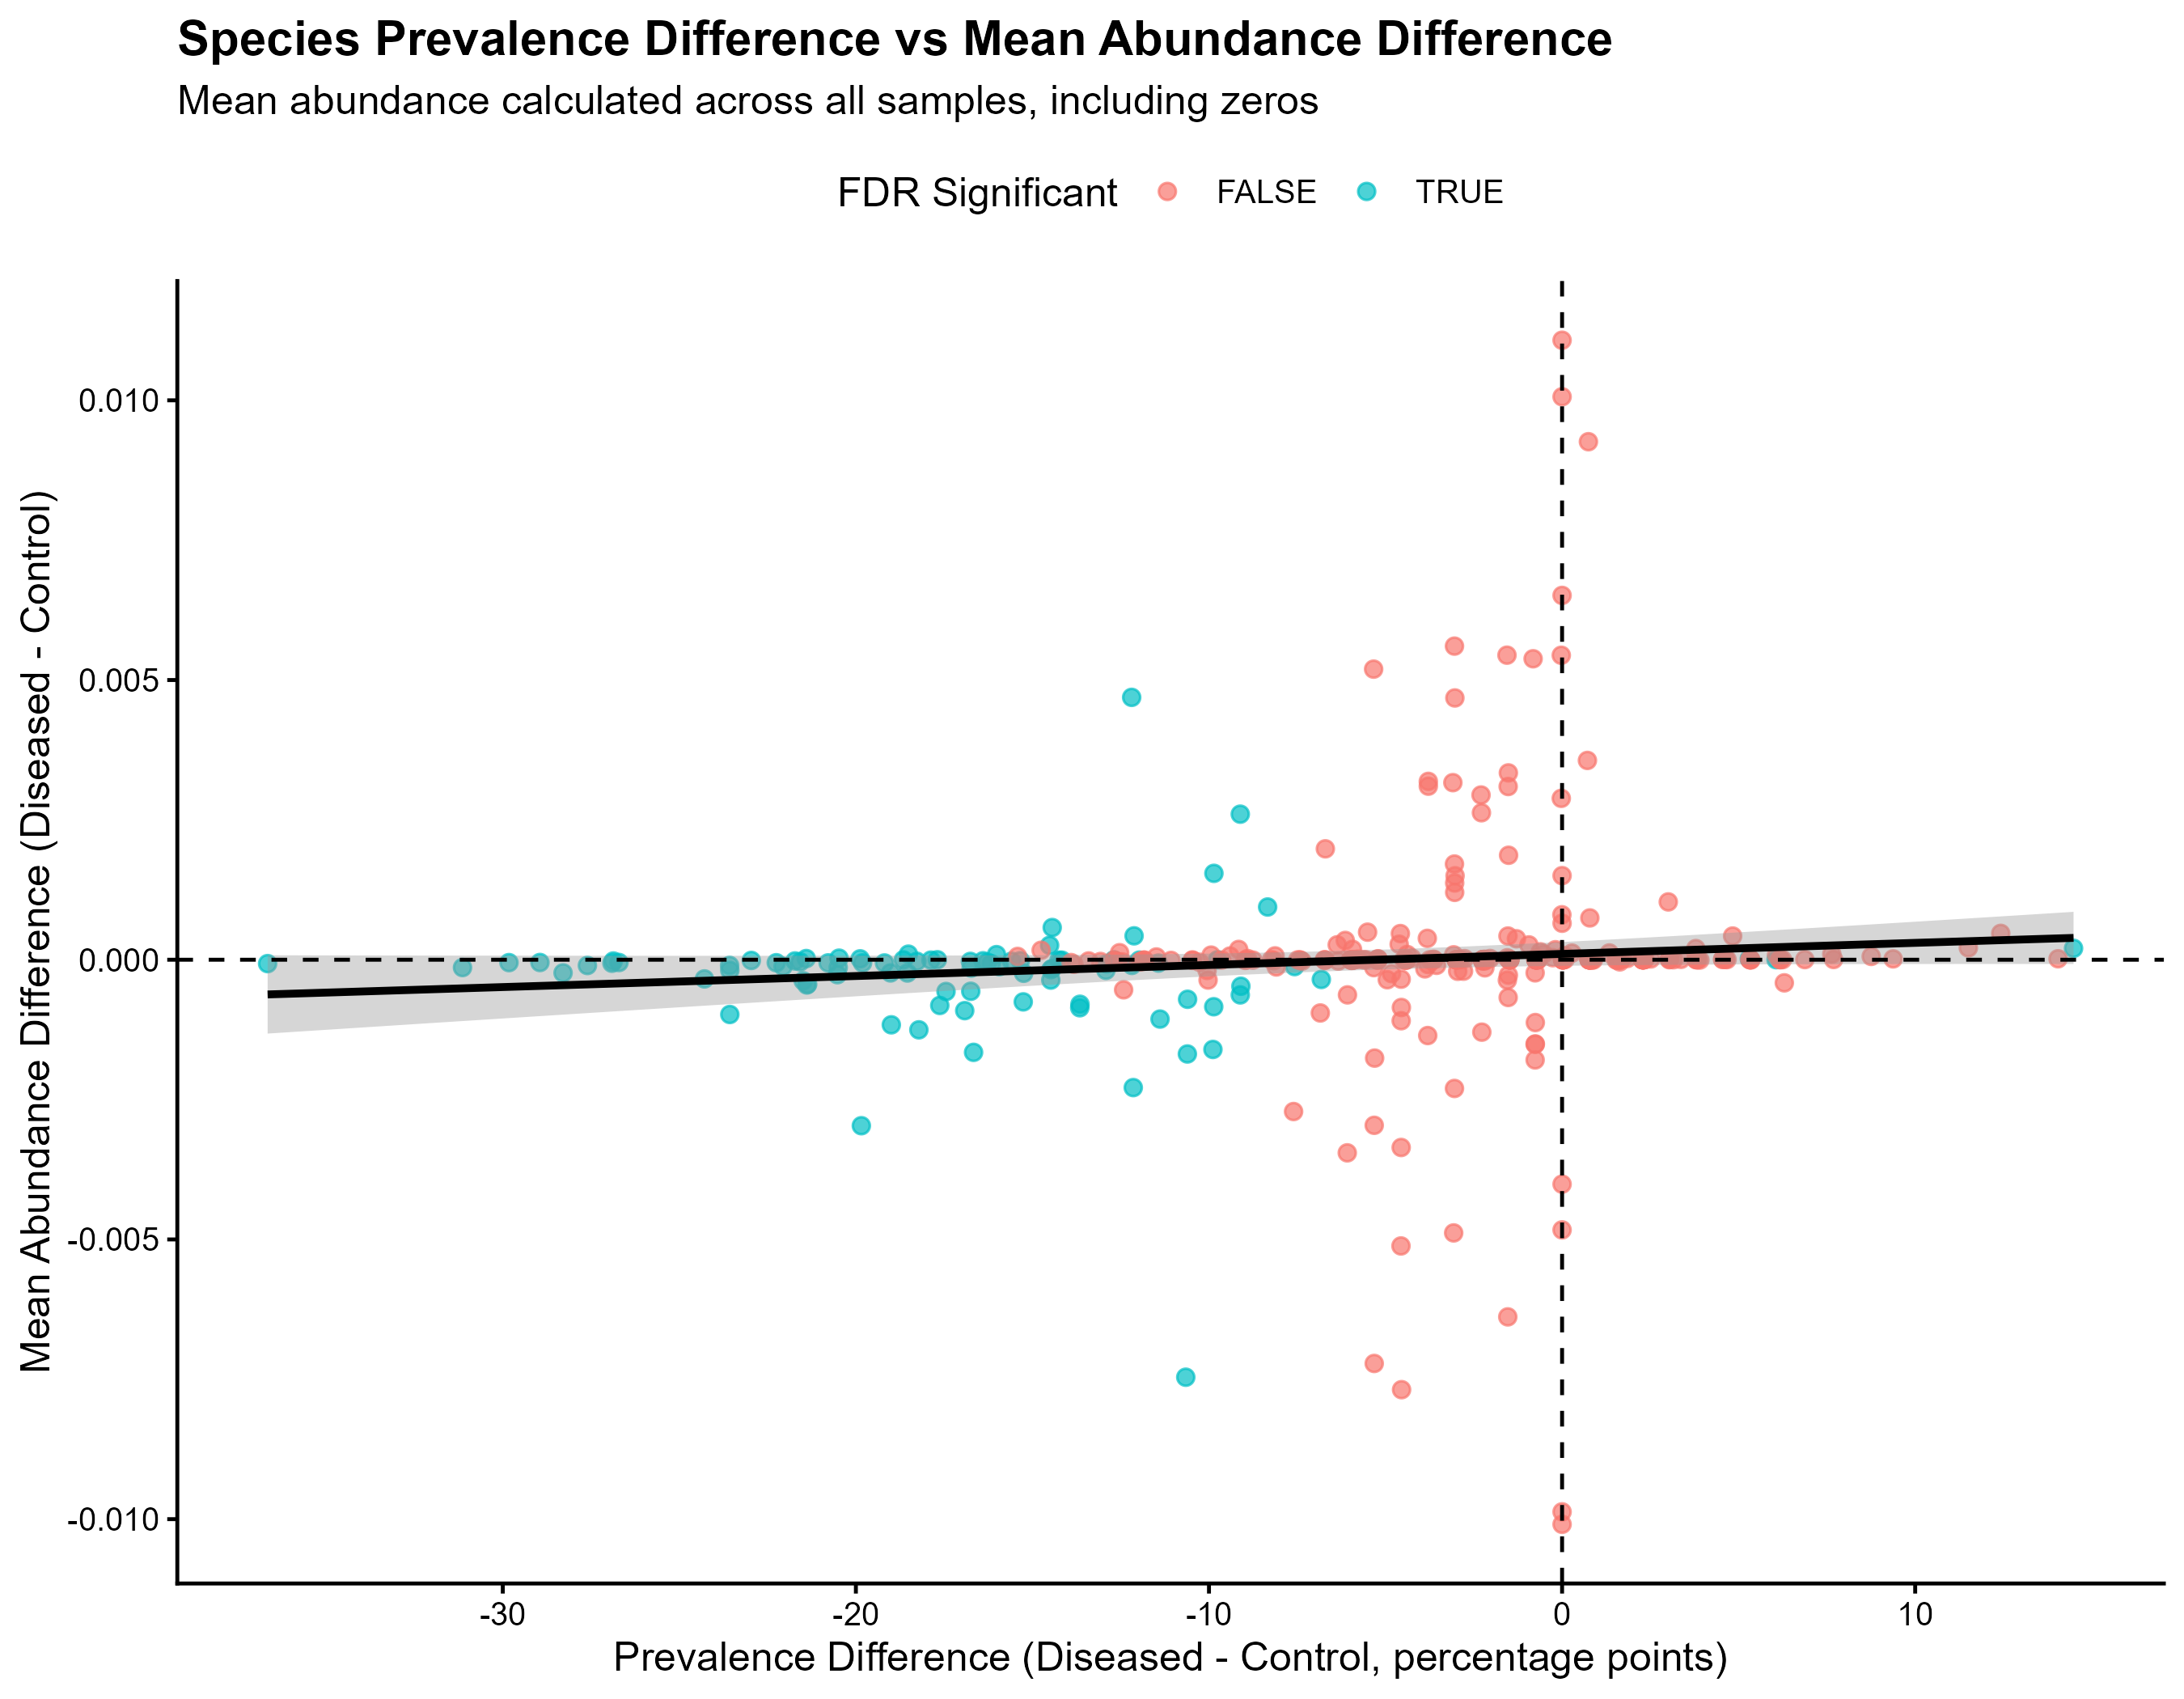 Species Prevalence Difference vs Mean Abundance Difference
Mean abundance calculated across all samples, including zeros
FDR Significant FALSE TRUE
Mean Abundance Difference (Diseased - Control)
0.010
0.005
0.000
-0.005
-0.010
-30 -20 -10 0 10
Prevalence Difference (Diseased - Control, percentage points)